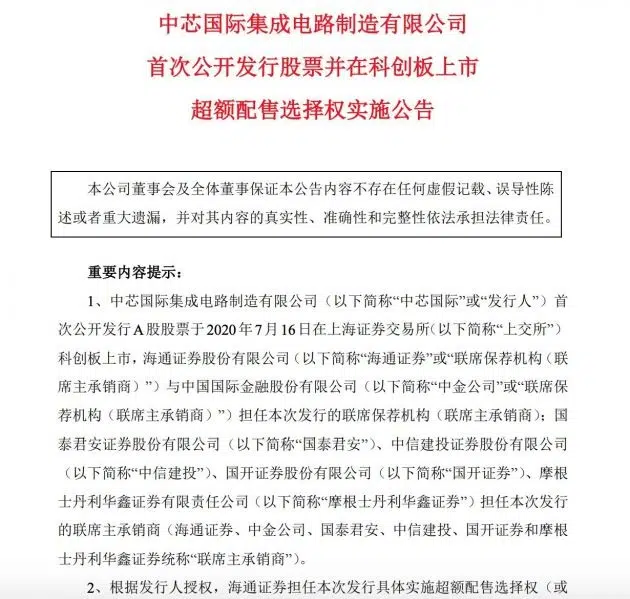 中芯国际集成电路制造有限公司
首次公开发行股票并在科创板上市
超额配售选择权实施公告
本公司董事会及全体董事保证本公告内容不存在任何虚假记载、误导性陈
述或者重大遗漏，并对其内容的真实性、准确性和完整性依法承担法律责任。
重要内容提示：
1、中芯国际集成电路制造有限公司（以下简称“中芯国际”或“发行人”）首
次公开发行A股股票于2020年7月16日在上海证券交易所（以下简称“上交所”）
科创板上市，海通证券股份有限公司（以下简称“海通证券”或“联席保荐机构（联
席主承销商）”）与中国国际金融股份有限公司（以下简称“中金公司”或“联席保
荐机构（联席主承销商）”）担任本次发行的联席保荐机构（联席主承销商）；国
泰君安证券股份有限公司（以下简称“国泰君安”）、中信建投证券股份有限公司
（以下简称“中信建投”）、国开证券股份有限公司（以下简称“国开证券”）、摩根
士丹利华鑫证券有限责任公司（以下简称“摩根士丹利华鑫证券”）担任本次发行
的联席主承销商（海通证券、中金公司、国泰君安、中信建投、国开证券和摩根
士丹利华鑫证券统称“联席主承销商”）。
2、根据发行人授权，海通证券担任本次发行具体实施超额配售选择权（或